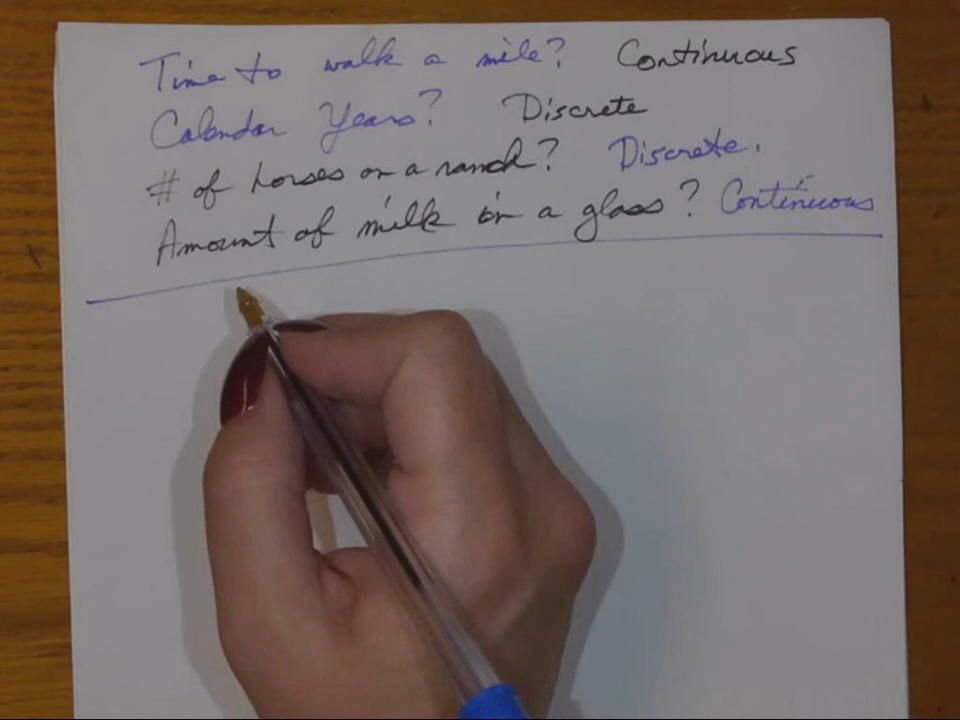 Time to walk a mile? Continuous
Calendar Years? Discrete
# of horses on a ranch? Discrete.
Amount of milk in a glass? Continuous